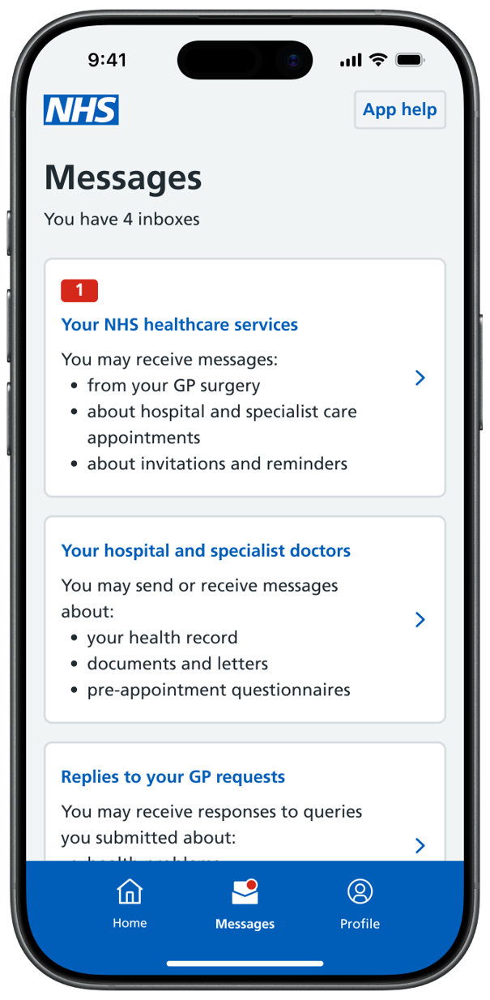 9:41
NHS
App help
Messages
You have 4 inboxes
1
Your NHS healthcare services
You may receive messages:
• from your GP surgery
• about hospital and specialist care
appointments
• about invitations and reminders
Your hospital and specialist doctors
You may send or receive messages
about:
• your health record
• documents and letters
• pre-appointment questionnaires
Replies to your GP requests
You may receive responses to queries
you submitted about:
Home
Messages
Profile